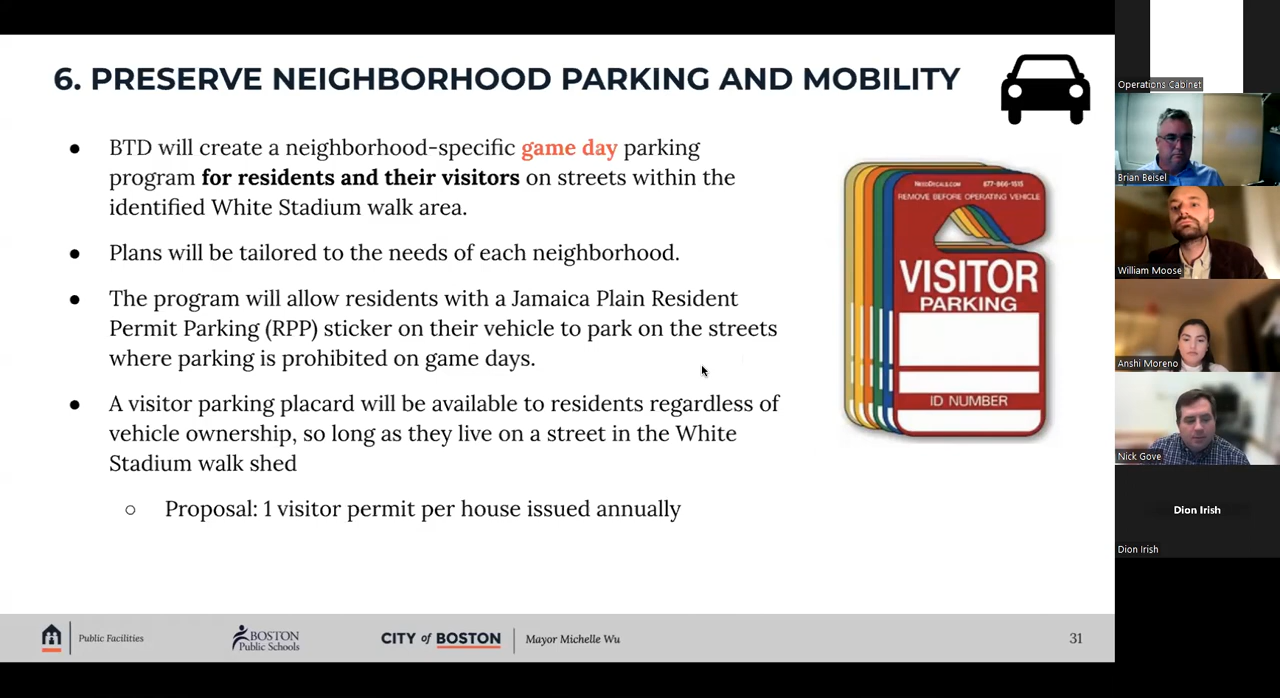 6. PRESERVE NEIGHBORHOOD PARKING AND MOBILITY
● BTD will create a neighborhood-specific game day parking
program for residents and their visitors on streets within the
identified White Stadium walk area.
● Plans will be tailored to the needs of each neighborhood.
● The program will allow residents with a Jamaica Plain Resident
Permit Parking (RPP) sticker on their vehicle to park on the streets
where parking is prohibited on game days.
● A visitor parking placard will be available to residents regardless of
vehicle ownership, so long as they live on a street in the White
Stadium walk shed
○ Proposal: 1 visitor permit per house issued annually
NEEDDECALS.COM 877-866-1515
REMOVE BEFORE OPERATING VEHICLE
VISITOR
PARKING
ID NUMBER
Public Facilities
BOSTON
Public Schools
CITY of BOSTON
Mayor Michelle Wu
31
Operations Cabinet
Brian Beisel
William Moose
Anshi Moreno
Nick Gove
Dion Irish
Dion Irish